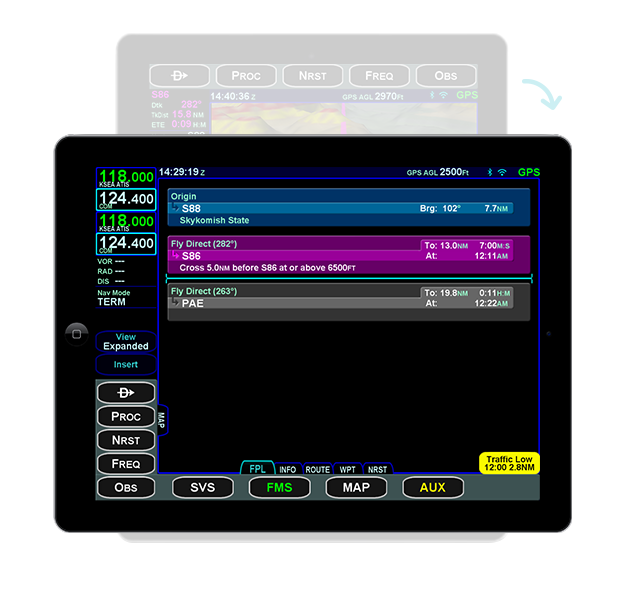 PROC NRST FREQ OBS
S86 14:40:36 Z GPS AGL 2970FT GPS
Dtk 282°
TxDist 15.8 NM
ETE 0:09 H:M
118.000 14:29:19 Z GPS AGL 2500FT GPS
KSEA ATIS
124.400
COM
118.000
KSEA ATIS
124.400
COM
VOR ---
RAD ---
DIS ---
Nav Mode
TERM
View
Expanded
Insert
PROC
NRST
FREQ
OBS
MAP
Origin
S88 Brg: 102° 7.7NM
Skykomish State
Fly Direct (282°) To: 13.0NM 7:00M:S
S86 At: 12:11AM
Cross 5.0NM before S86 at or above 6500FT
Fly Direct (263°) To: 19.8NM 0:11H:M
PAE At: 12:22AM
Traffic Low
12:00 2.8NM
FPL INFO ROUTE WPT NRST
SVS FMS MAP AUX